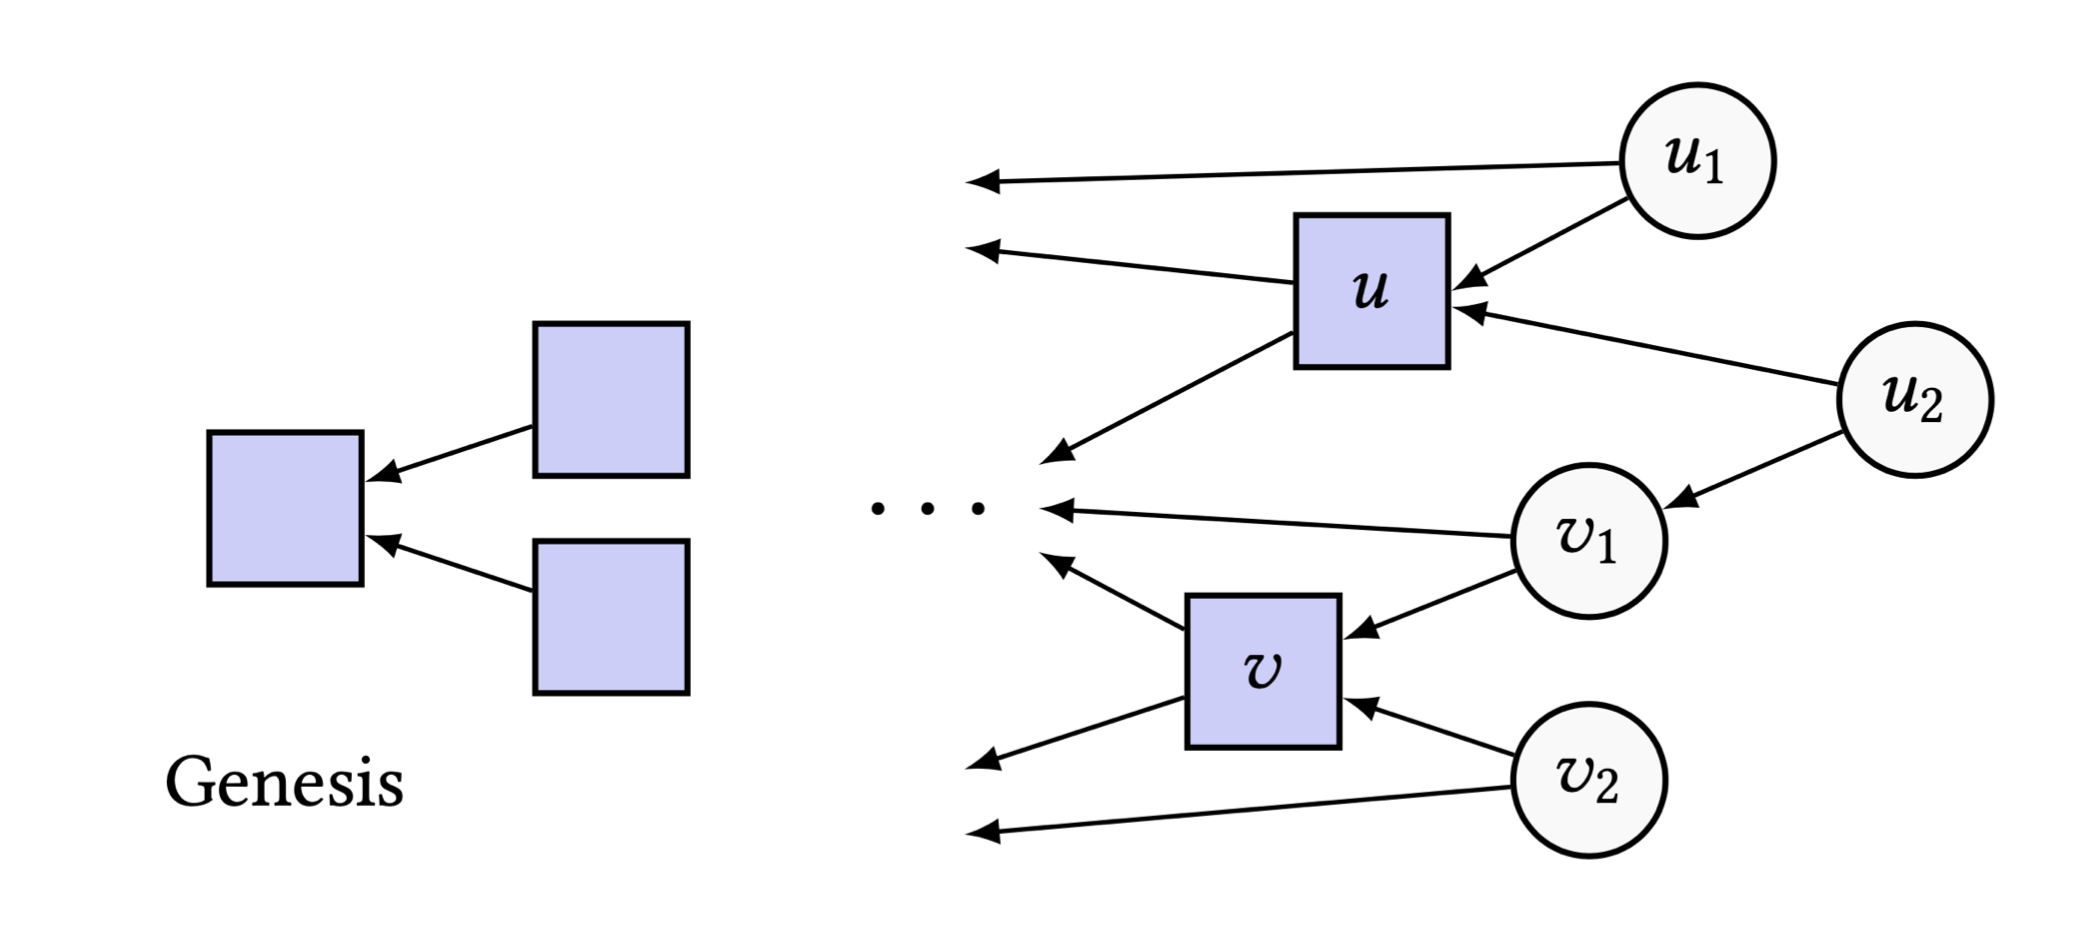 u₁
u
u₂
. . .
v₁
v
v₂
Genesis